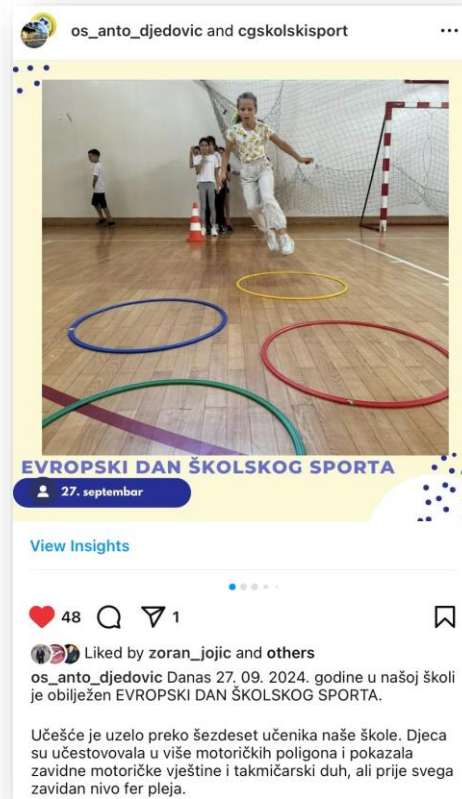 os_anto_djedovic and cgskolskisport
EVROPSKI DAN ŠKOLSKOG SPORTA
27. septembar
View Insights
48 1
Liked by zoran_jojic and others
os_anto_djedovic Danas 27. 09. 2024. godine u našoj školi
je obilježen EVROPSKI DAN ŠKOLSKOG SPORTA.
Učešće je uzelo preko šezdeset učenika naše škole. Djeca
su učestovovala u više motoričkih poligona i pokazala
zavidne motoričke vještine i takmičarski duh, ali prije svega
zavidan nivo fer pleja.